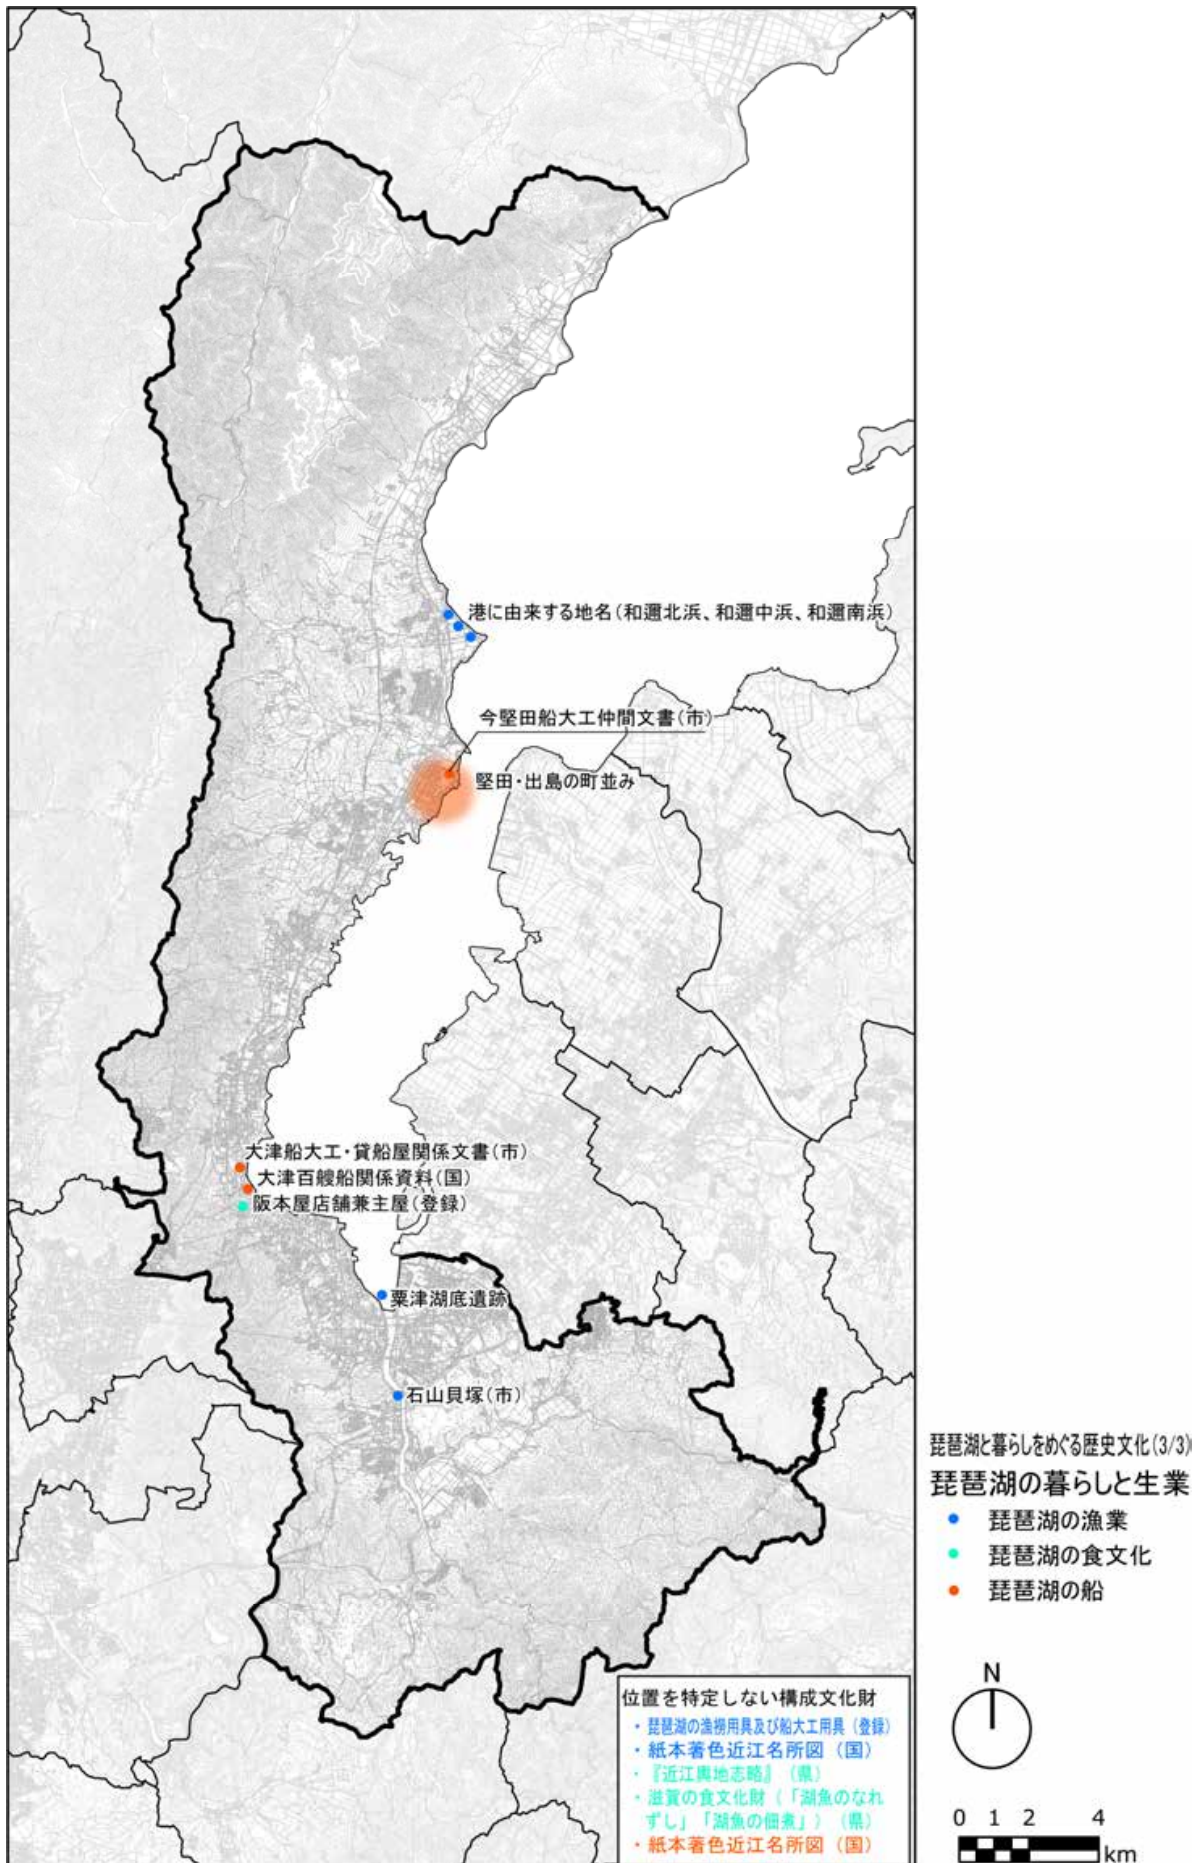 港に由来する地名(和邇北浜、和邇中浜、和邇南浜)
今堅田船大工仲間文書(市)
堅田・出島の町並み
大津船大工・貸船屋関係文書(市)
大津百艘船関係資料(国)
阪本屋店舗兼主屋(登録)
粟津湖底遺跡
石山貝塚(市)
琵琶湖と暮らしをめぐる歴史文化(3/3)
琵琶湖の暮らしと生業
琵琶湖の漁業
琵琶湖の食文化
琵琶湖の船
N
0 1 2 4
km
位置を特定しない構成文化財
・琵琶湖の漁撈用具及び船大工用具(登録)
・紙本著色近江名所図(国)
・『近江輿地志略』(県)
・滋賀の食文化財(「湖魚のなれ
ずし」「湖魚の佃煮」)(県)
・紙本著色近江名所図(国)